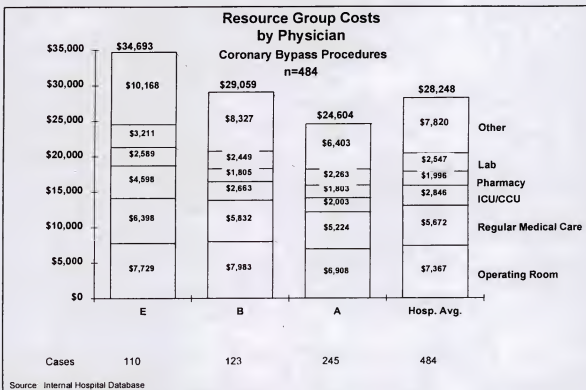 Resource Group Costs
by Physician
Coronary Bypass Procedures
n=484
$35,000
$30,000
$25,000
$20,000
$15,000
$10,000
$5,000
$0
$34,693
$10,168
$3,211
$2,589
$4,598
$6,398
$7,729
$29,059
$8,327
$2,449
$1,805
$2,663
$5,832
$7,983
$24,604
$6,403
$2,263
$1,803
$2,003
$5,224
$6,908
$28,248
$7,820
$2,547
$1,996
$2,846
$5,672
$7,367
Other
Lab
Pharmacy
ICU/CCU
Regular Medical Care
Operating Room
E B A Hosp. Avg.
Cases 110 123 245 484
Source Internal Hospital Database